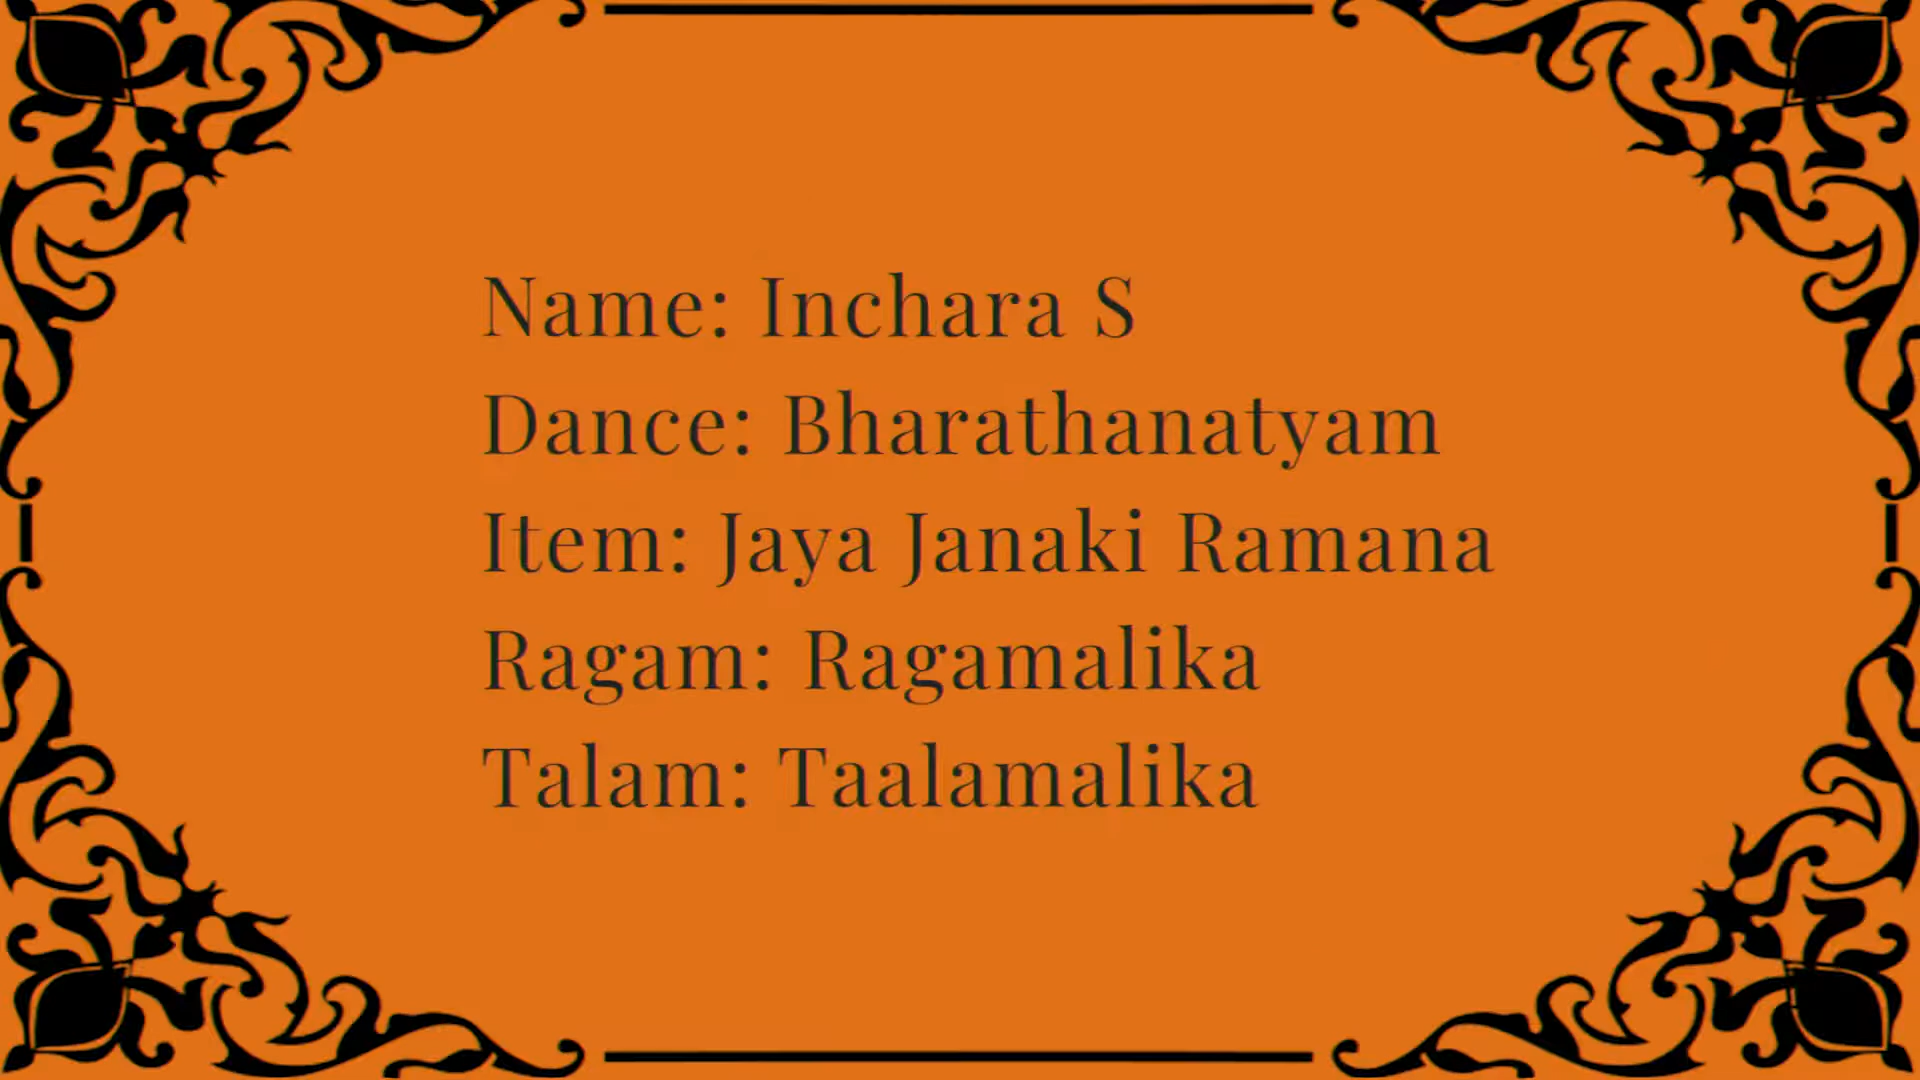 Name: Inchara S
Dance: Bharathanatyam
Item: Jaya Janaki Ramana
Ragam: Ragamalika
Talam: Taalamalika